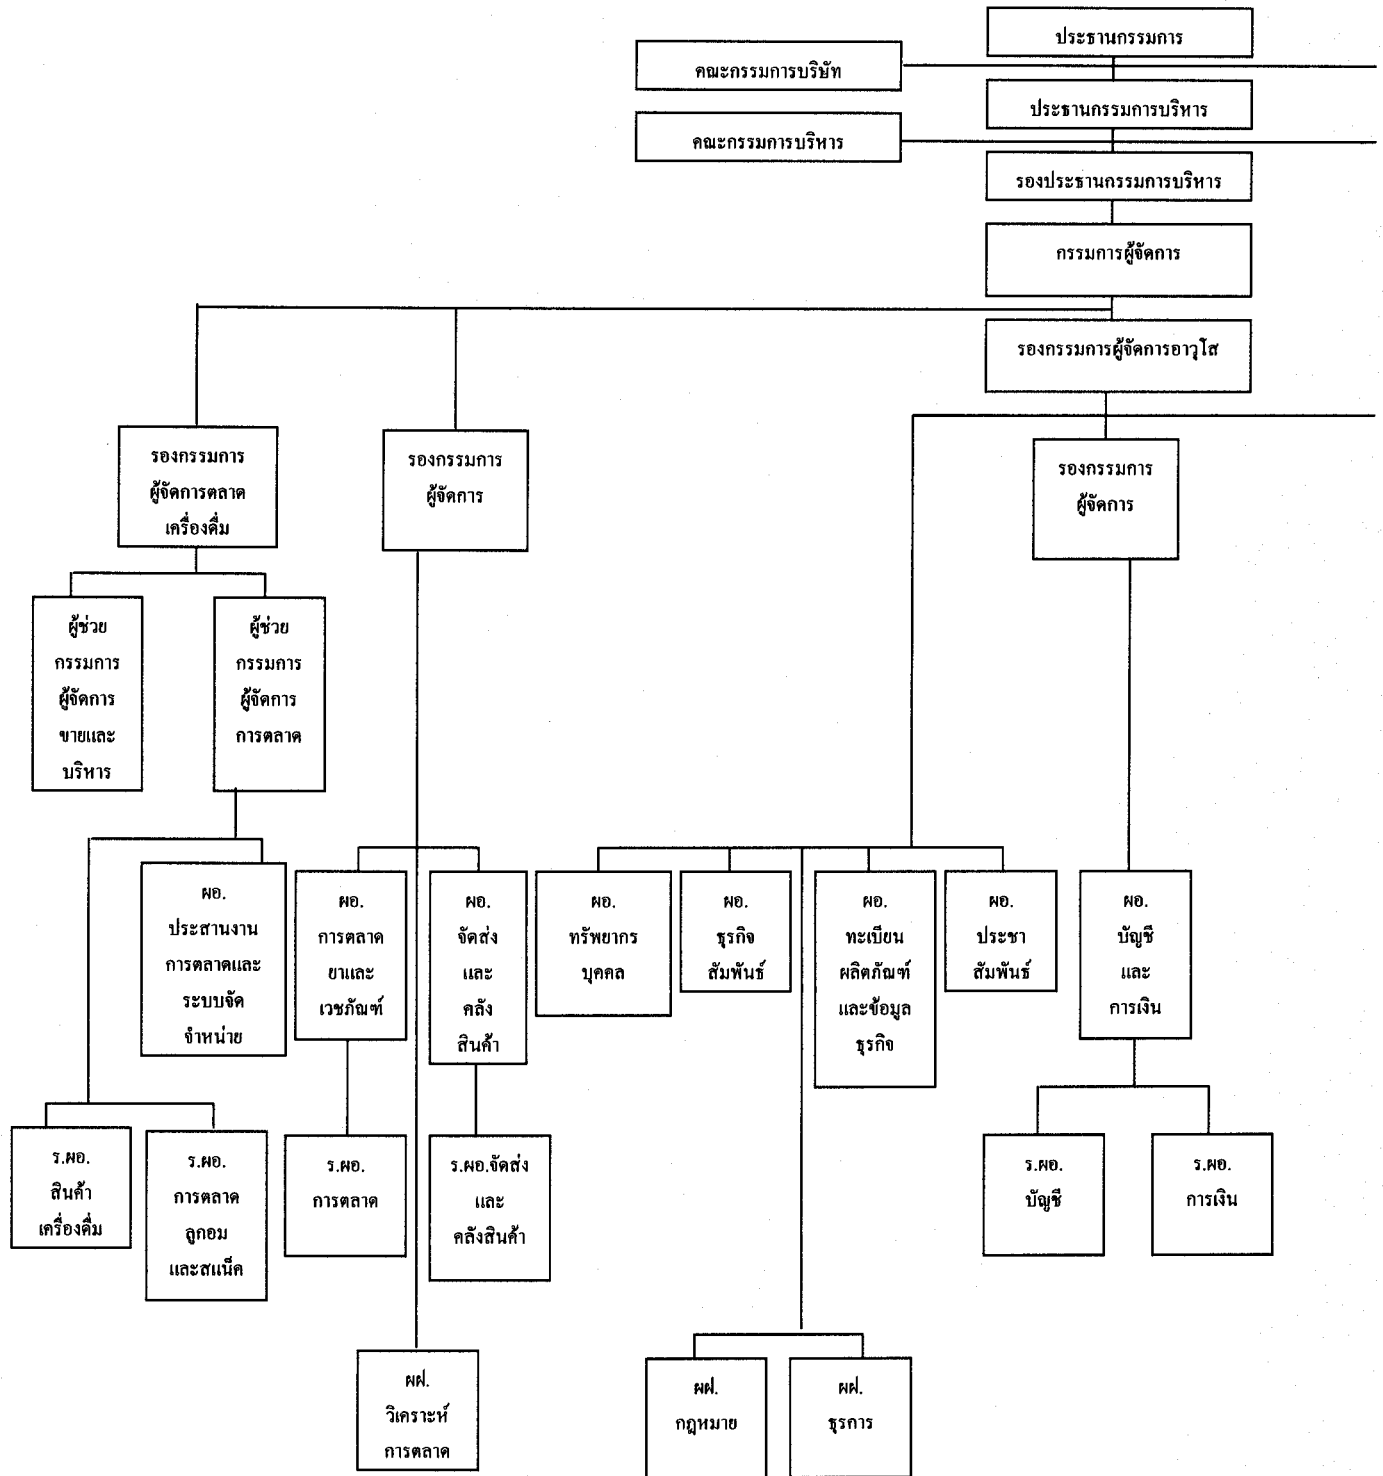 ประธานกรรมการ
คณะกรรมการบริษัท
ประธานกรรมการบริหาร
คณะกรรมการบริหาร
รองประธานกรรมการบริหาร
กรรมการผู้จัดการ
รองกรรมการผู้จัดการอาวุโส
รองกรรมการ
ผู้จัดการตลาด
เครื่องดื่ม
รองกรรมการ
ผู้จัดการ
รองกรรมการ
ผู้จัดการ
ผู้ช่วย
กรรมการ
ผู้จัดการ
ขายและ
บริหาร
ผู้ช่วย
กรรมการ
ผู้จัดการ
การตลาด
ผอ.
ประสานงาน
การตลาดและ
ระบบจัด
จำหน่าย
ผอ.
การตลาด
ยาและ
เวชภัณฑ์
ผอ.
จัดส่ง
และ
คลัง
สินค้า
ผอ.
ทรัพยากร
บุคคล
ผอ.
ธุรกิจ
สัมพันธ์
ผอ.
ทะเบียน
ผลิตภัณฑ์
และข้อมูล
ธุรกิจ
ผอ.
ประชา
สัมพันธ์
ผอ.
บัญชี
และ
การเงิน
ร.ผอ.
สินค้า
เครื่องดื่ม
ร.ผอ.
การตลาด
ลูกอม
และสแน็ค
ร.ผอ.
การตลาด
ร.ผอ.จัดส่ง
และ
คลังสินค้า
ร.ผอ.
บัญชี
ร.ผอ.
การเงิน
ผฝ.
วิเคราะห์
การตลาด
ผฝ.
กฎหมาย
ผฝ.
ธุรการ